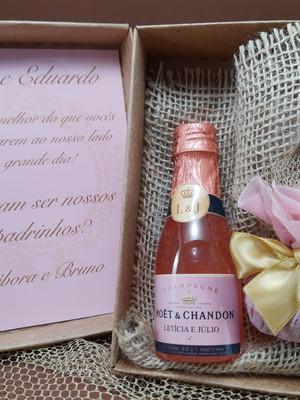 e Eduardo
melhor do que vocês
arem ao nosso lado
grande dia!
am ser nossos
padrinhos?
bora e Bruno
L & J
CHAMPAGNE
MOËT & CHANDON
LETÍCIA E JÚLIO